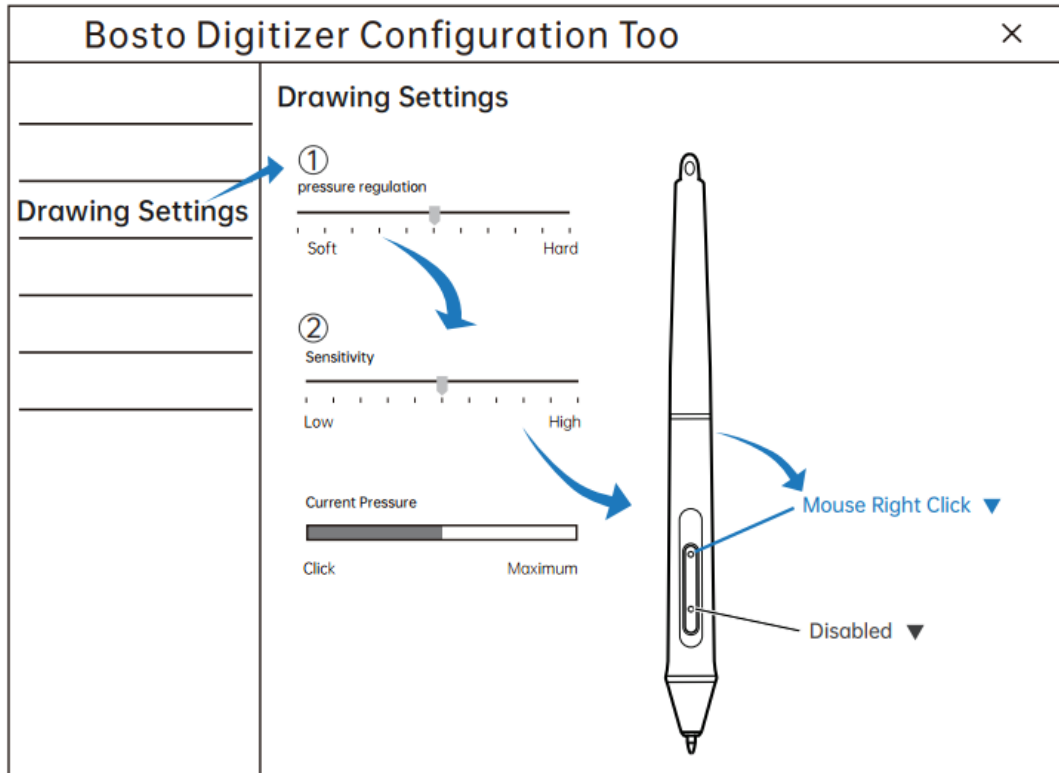 Bosto Digitizer Configuration Too
Drawing Settings
Drawing Settings
①
pressure regulation
Soft Hard
②
Sensitivity
Low High
Current Pressure
Click Maximum
Mouse Right Click ▼
Disabled ▼